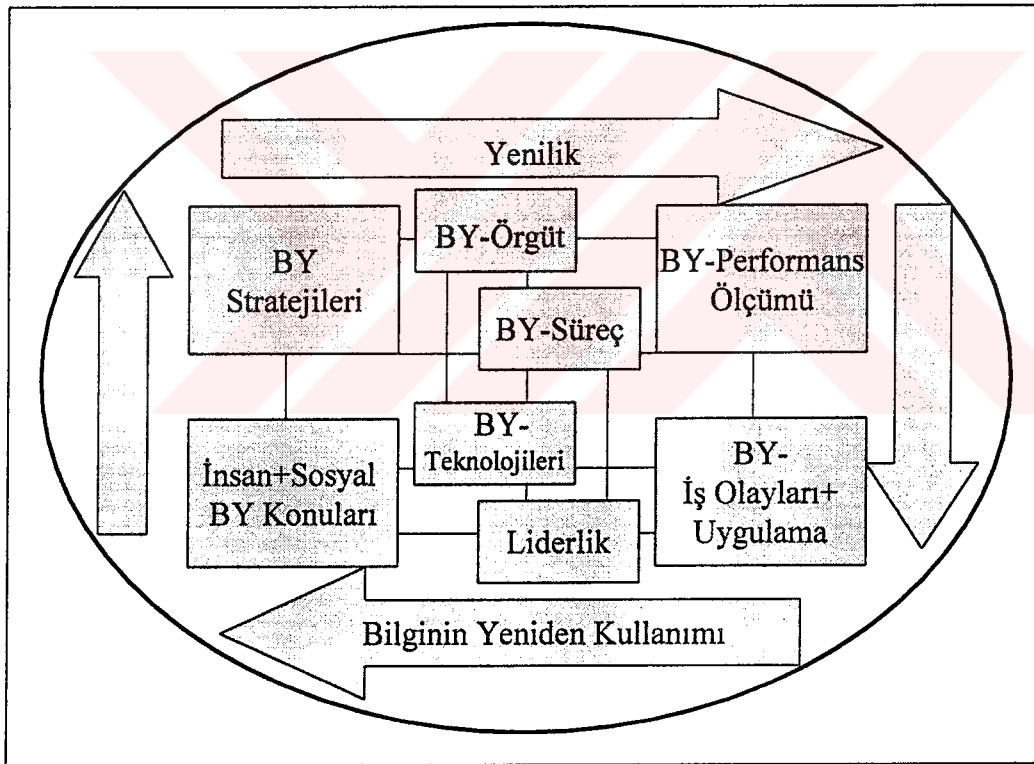 Yenilik
BY
Stratejileri
BY-Örgüt
BY-Performans
Ölçümü
BY-Süreç
İnsan+Sosyal
BY Konuları
BY-
Teknolojileri
BY-
İş Olayları+
Uygulama
Liderlik
Bilginin Yeniden Kullanımı